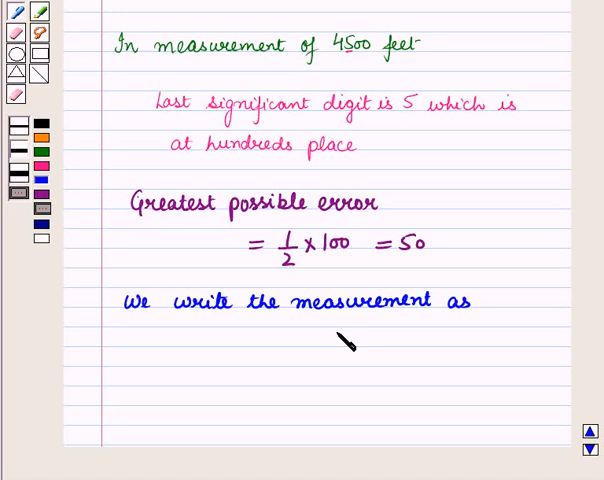 In measurement of 4500 feet
Last significant digit is 5 which is
at hundreds place
Greatest possible error
= 1/2 × 100 = 50
We write the measurement as